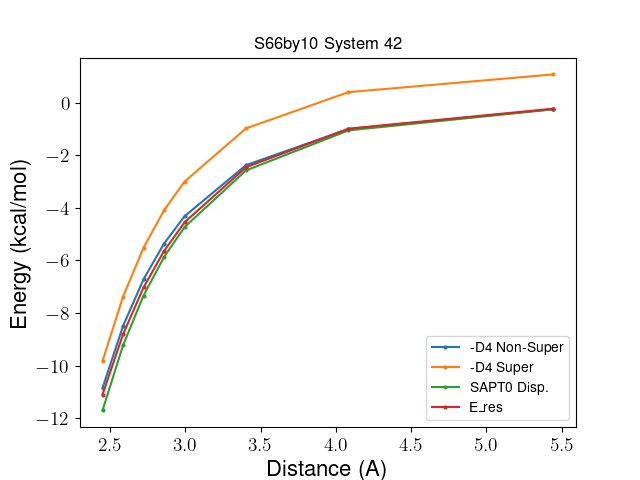 S66by10 System 42
Energy (kcal/mol)
0
−2
−4
−6
−8
−10
−12
-D4 Non-Super
-D4 Super
SAPT0 Disp.
E_res
2.5 3.0 3.5 4.0 4.5 5.0 5.5
Distance (A)